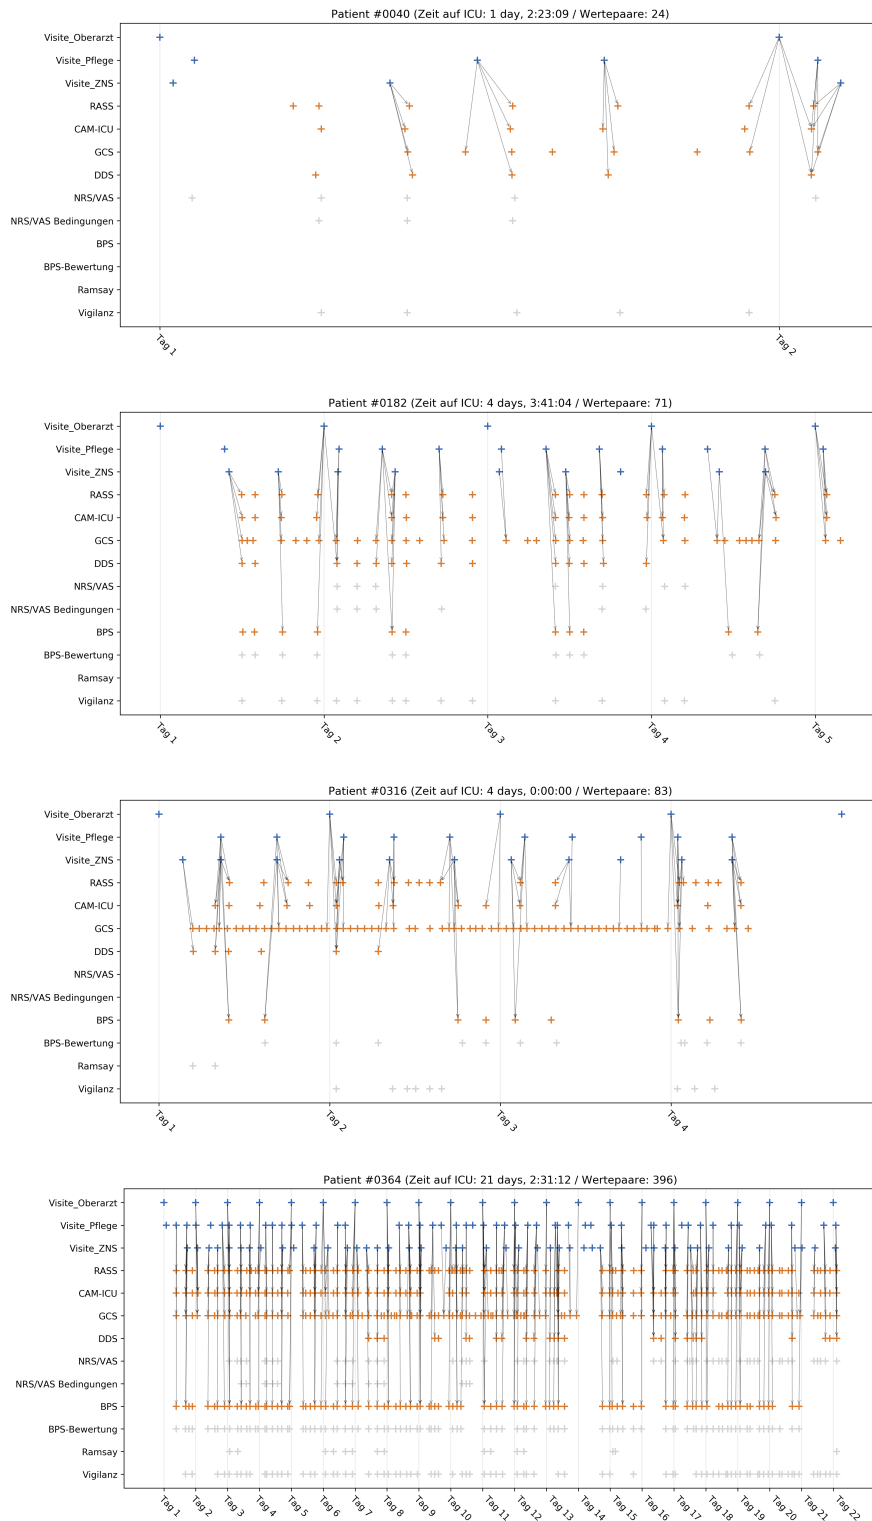 Patient #0040 (Zeit auf ICU: 1 day, 2:23:09 / Wertepaare: 24)
Visite_Oberarzt
Visite_Pflege
Visite_ZNS
RASS
CAM-ICU
GCS
DDS
NRS/VAS
NRS/VAS Bedingungen
BPS
BPS-Bewertung
Ramsay
Vigilanz
Tag 1 Tag 2
Patient #0182 (Zeit auf ICU: 4 days, 3:41:04 / Wertepaare: 71)
Visite_Oberarzt
Visite_Pflege
Visite_ZNS
RASS
CAM-ICU
GCS
DDS
NRS/VAS
NRS/VAS Bedingungen
BPS
BPS-Bewertung
Ramsay
Vigilanz
Tag 1 Tag 2 Tag 3 Tag 4 Tag 5
Patient #0316 (Zeit auf ICU: 4 days, 0:00:00 / Wertepaare: 83)
Visite_Oberarzt
Visite_Pflege
Visite_ZNS
RASS
CAM-ICU
GCS
DDS
NRS/VAS
NRS/VAS Bedingungen
BPS
BPS-Bewertung
Ramsay
Vigilanz
Tag 1 Tag 2 Tag 3 Tag 4
Patient #0364 (Zeit auf ICU: 21 days, 2:31:12 / Wertepaare: 396)
Visite_Oberarzt
Visite_Pflege
Visite_ZNS
RASS
CAM-ICU
GCS
DDS
NRS/VAS
NRS/VAS Bedingungen
BPS
BPS-Bewertung
Ramsay
Vigilanz
Tag 1 Tag 2 Tag 3 Tag 4 Tag 5 Tag 6 Tag 7 Tag 8 Tag 9 Tag 10 Tag 11 Tag 12 Tag 13 Tag 14 Tag 15 Tag 16 Tag 17 Tag 18 Tag 19 Tag 20 Tag 21 Tag 22